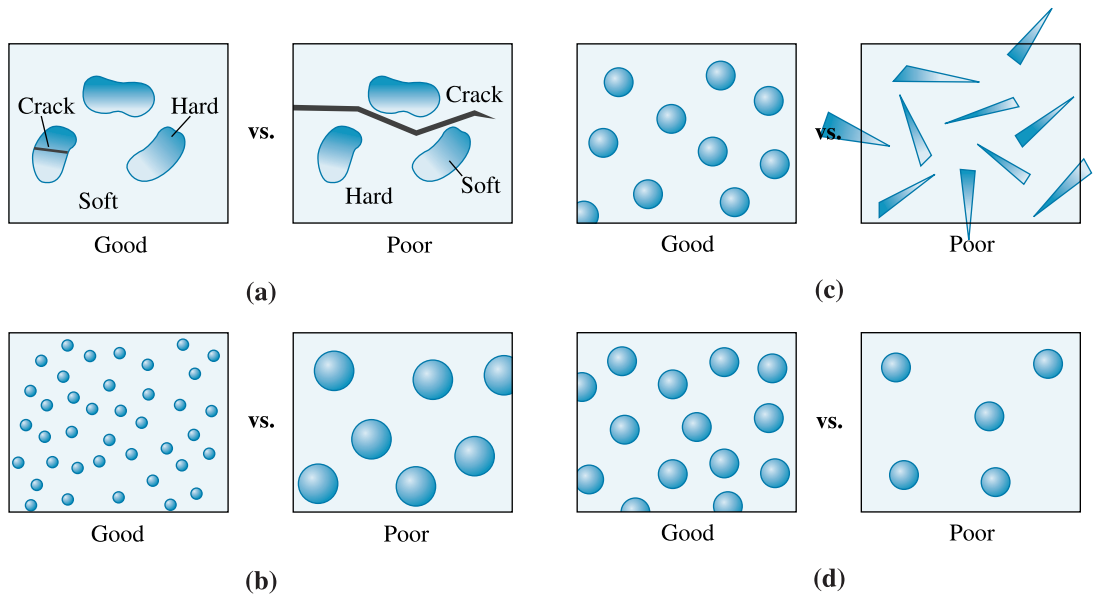 Crack
Hard
Soft
Good
vs.
Crack
Hard
Soft
Poor
(a)
Good
vs.
Poor
(c)
Good
vs.
Poor
(b)
Good
vs.
Poor
(d)